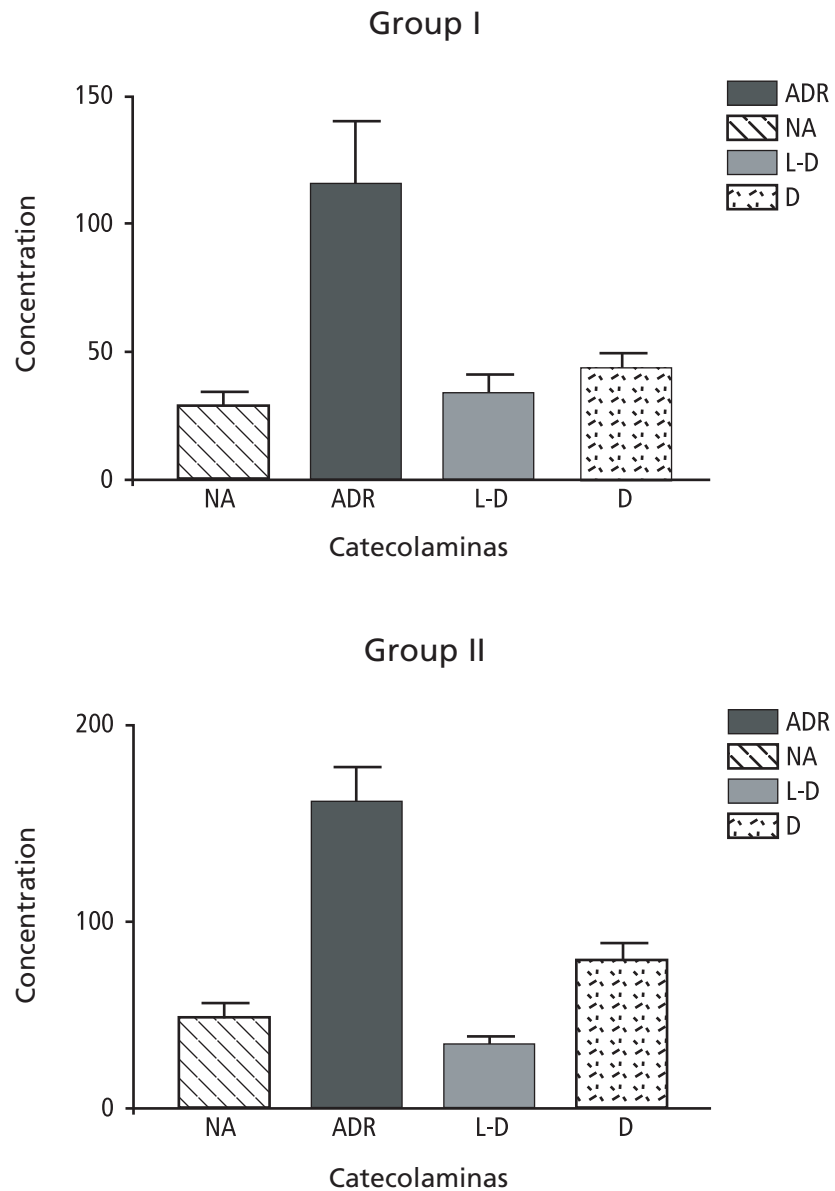 Group I
150
100
50
0
Concentration
NA ADR L-D D
Catecolaminas
ADR
NA
L-D
D
Group II
200
100
0
Concentration
NA ADR L-D D
Catecolaminas
ADR
NA
L-D
D